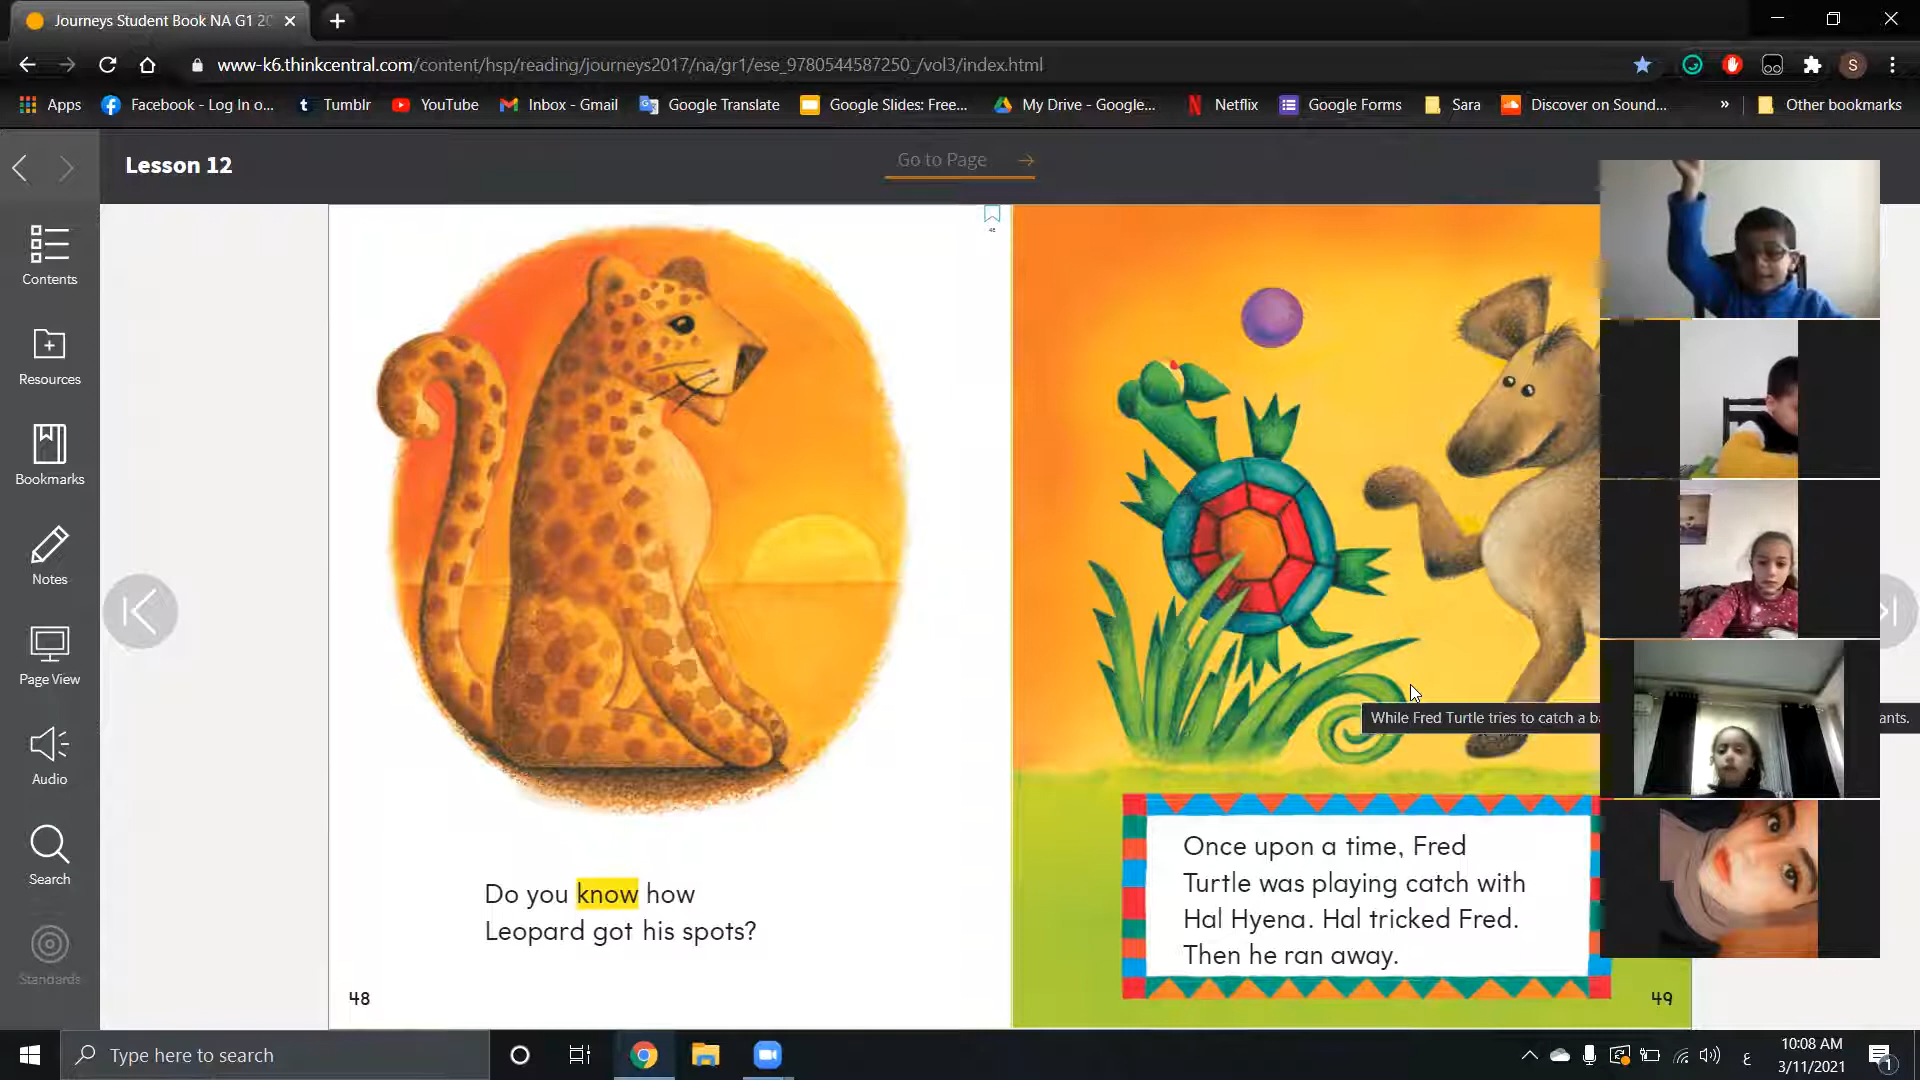 Journeys Student Book NA G1 20
www-k6.thinkcentral.com/content/hsp/reading/journeys2017/na/gr1/ese_9780544587250_/vol3/index.html
S
Apps
Facebook - Log In o...
Tumblr
YouTube
Inbox - Gmail
Google Translate
Google Slides: Free...
My Drive - Google...
Netflix
Google Forms
Sara
Discover on Sound...
»
Other bookmarks
Lesson 12
Go to Page
Contents
Resources
Bookmarks
Notes
Page View
Audio
Search
Standards
48
While Fred Turtle tries to catch a
ants.
Do you know how
Leopard got his spots?
48
Once upon a time, Fred
Turtle was playing catch with
Hal Hyena. Hal tricked Fred.
Then he ran away.
49
Type here to search
ع
10:08 AM
3/11/2021
1